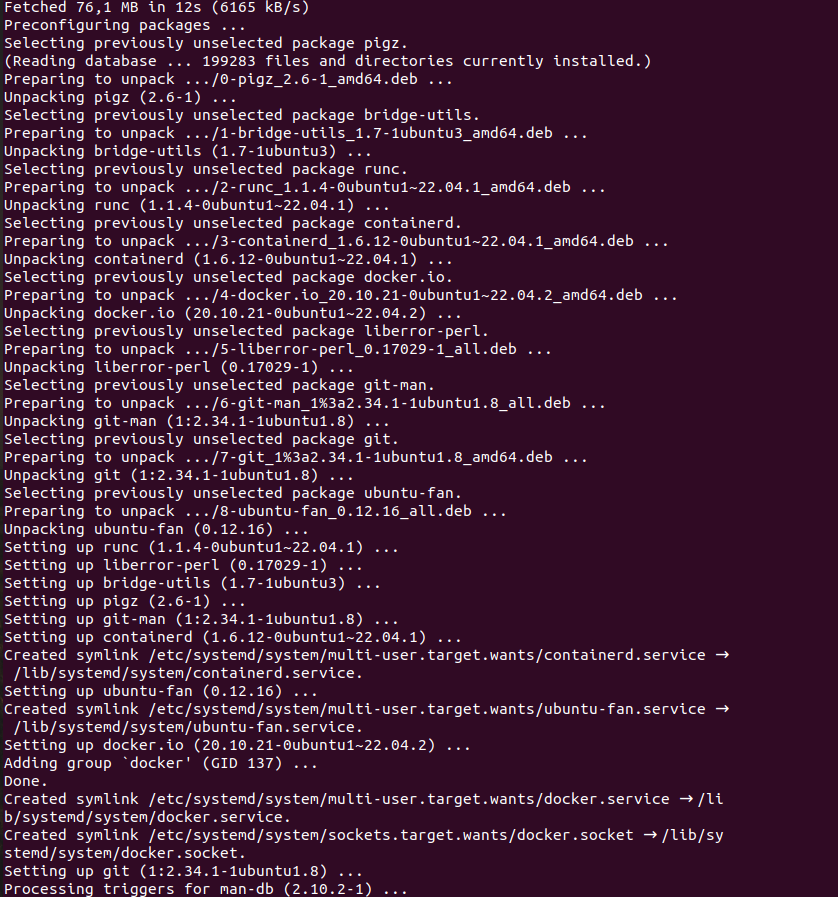 Fetched 76,1 MB in 12s (6165 kB/s)
Preconfiguring packages ...
Selecting previously unselected package pigz.
(Reading database ... 199283 files and directories currently installed.)
Preparing to unpack .../0-pigz_2.6-1_amd64.deb ...
Unpacking pigz (2.6-1) ...
Selecting previously unselected package bridge-utils.
Preparing to unpack .../1-bridge-utils_1.7-1ubuntu3_amd64.deb ...
Unpacking bridge-utils (1.7-1ubuntu3) ...
Selecting previously unselected package runc.
Preparing to unpack .../2-runc_1.1.4-0ubuntu1~22.04.1_amd64.deb ...
Unpacking runc (1.1.4-0ubuntu1~22.04.1) ...
Selecting previously unselected package containerd.
Preparing to unpack .../3-containerd_1.6.12-0ubuntu1~22.04.1_amd64.deb ...
Unpacking containerd (1.6.12-0ubuntu1~22.04.1) ...
Selecting previously unselected package docker.io.
Preparing to unpack .../4-docker.io_20.10.21-0ubuntu1~22.04.2_amd64.deb ...
Unpacking docker.io (20.10.21-0ubuntu1~22.04.2) ...
Selecting previously unselected package liberror-perl.
Preparing to unpack .../5-liberror-perl_0.17029-1_all.deb ...
Unpacking liberror-perl (0.17029-1) ...
Selecting previously unselected package git-man.
Preparing to unpack .../6-git-man_1%3a2.34.1-1ubuntu1.8_all.deb ...
Unpacking git-man (1:2.34.1-1ubuntu1.8) ...
Selecting previously unselected package git.
Preparing to unpack .../7-git_1%3a2.34.1-1ubuntu1.8_amd64.deb ...
Unpacking git (1:2.34.1-1ubuntu1.8) ...
Selecting previously unselected package ubuntu-fan.
Preparing to unpack .../8-ubuntu-fan_0.12.16_all.deb ...
Unpacking ubuntu-fan (0.12.16) ...
Setting up runc (1.1.4-0ubuntu1~22.04.1) ...
Setting up liberror-perl (0.17029-1) ...
Setting up bridge-utils (1.7-1ubuntu3) ...
Setting up pigz (2.6-1) ...
Setting up git-man (1:2.34.1-1ubuntu1.8) ...
Setting up containerd (1.6.12-0ubuntu1~22.04.1) ...
Created symlink /etc/systemd/system/multi-user.target.wants/containerd.service →
 /lib/systemd/system/containerd.service.
Setting up ubuntu-fan (0.12.16) ...
Created symlink /etc/systemd/system/multi-user.target.wants/ubuntu-fan.service →
 /lib/systemd/system/ubuntu-fan.service.
Setting up docker.io (20.10.21-0ubuntu1~22.04.2) ...
Adding group `docker' (GID 137) ...
Done.
Created symlink /etc/systemd/system/multi-user.target.wants/docker.service → /li
b/systemd/system/docker.service.
Created symlink /etc/systemd/system/sockets.target.wants/docker.socket → /lib/sy
stemd/system/docker.socket.
Setting up git (1:2.34.1-1ubuntu1.8) ...
Processing triggers for man-db (2.10.2-1) ...